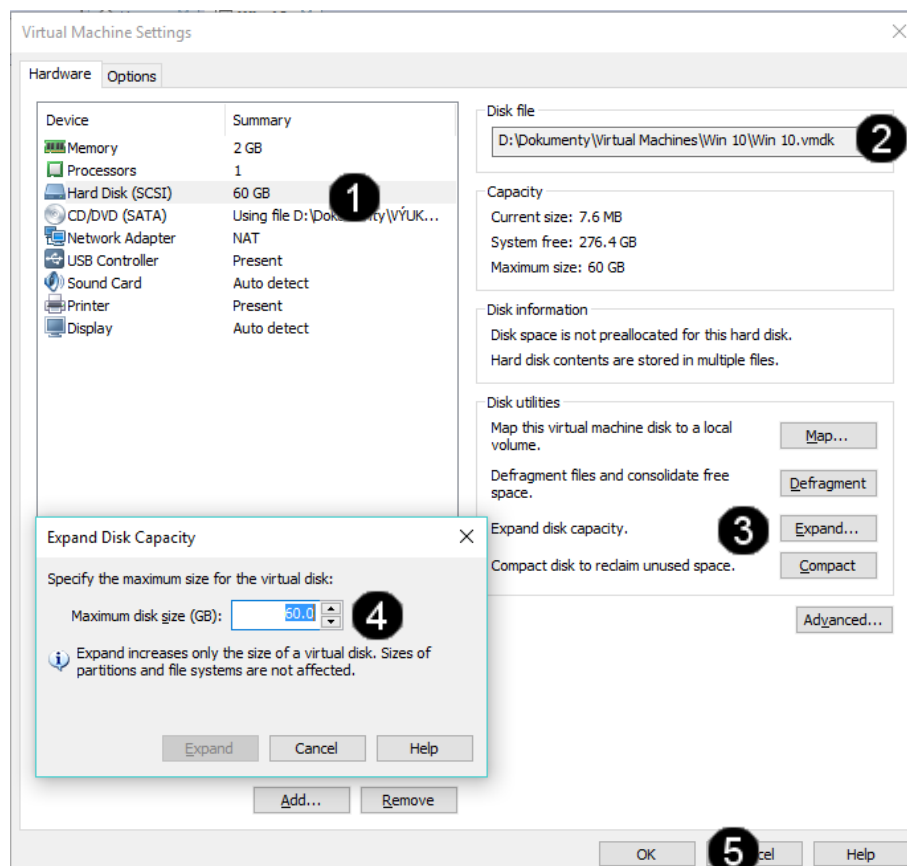 Virtual Machine Settings
Hardware Options
Device Summary
Memory 2 GB
Processors 1
Hard Disk (SCSI) 60 GB
1
CD/DVD (SATA) Using file D:\Dokumenty\VÝUK...
Network Adapter NAT
USB Controller Present
Sound Card Auto detect
Printer Present
Display Auto detect
Disk file
D:\Dokumenty\Virtual Machines\Win 10\Win 10.vmdk
2
Capacity
Current size: 7.6 MB
System free: 276.4 GB
Maximum size: 60 GB
Disk information
Disk space is not preallocated for this hard disk.
Hard disk contents are stored in multiple files.
Disk utilities
Map this virtual machine disk to a local
volume.
Map...
Defragment files and consolidate free
space.
Defragment
Expand disk capacity. 3 Expand...
Compact disk to reclaim unused space. Compact
Advanced...
Expand Disk Capacity
Specify the maximum size for the virtual disk:
Maximum disk size (GB): 60.0 4
Expand increases only the size of a virtual disk. Sizes of
partitions and file systems are not affected.
Expand Cancel Help
Add... Remove
OK 5 cel Help